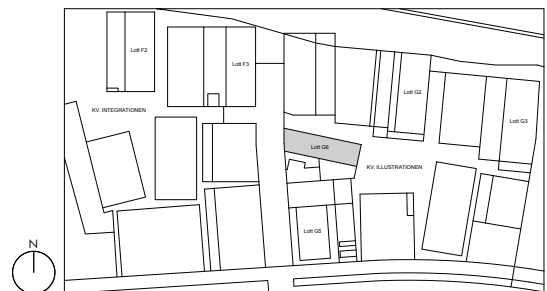 Lott F2
Lott F3
Lott G2
KV. INTEGRATIONEN
Lott G3
Lott G6
KV. ILLUSTRATIONEN
Lott G5
N